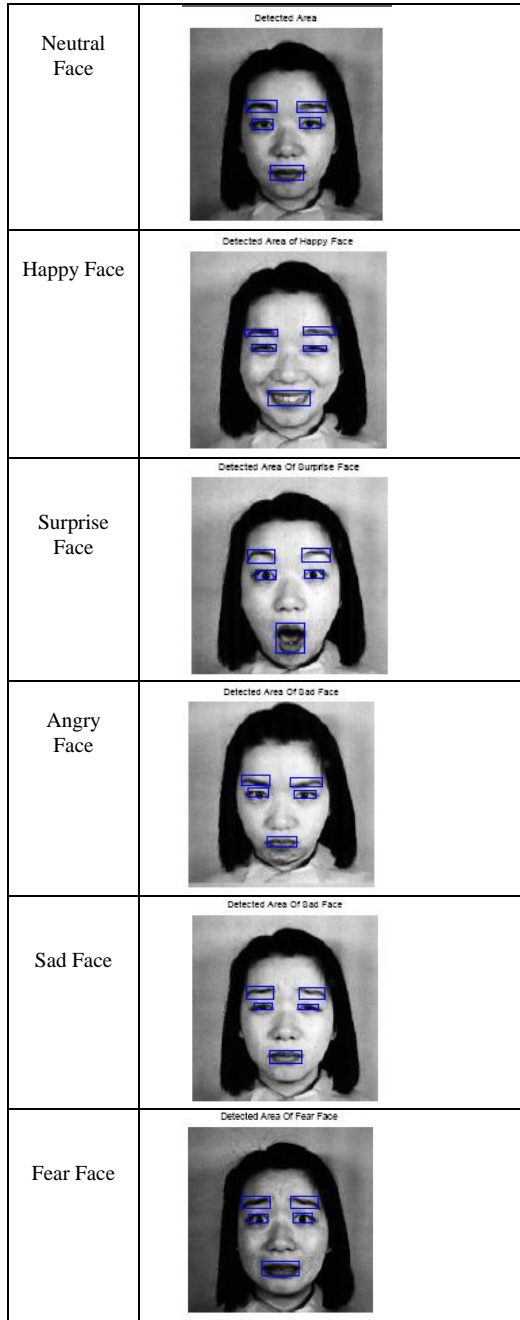 Neutral
Face
Detected Area
Happy Face
Detected Area of Happy Face
Surprise
Face
Detected Area Of Surprise Face
Angry
Face
Detected Area Of Sad Face
Sad Face
Detected Area Of Sad Face
Fear Face
Detected Area Of Fear Face